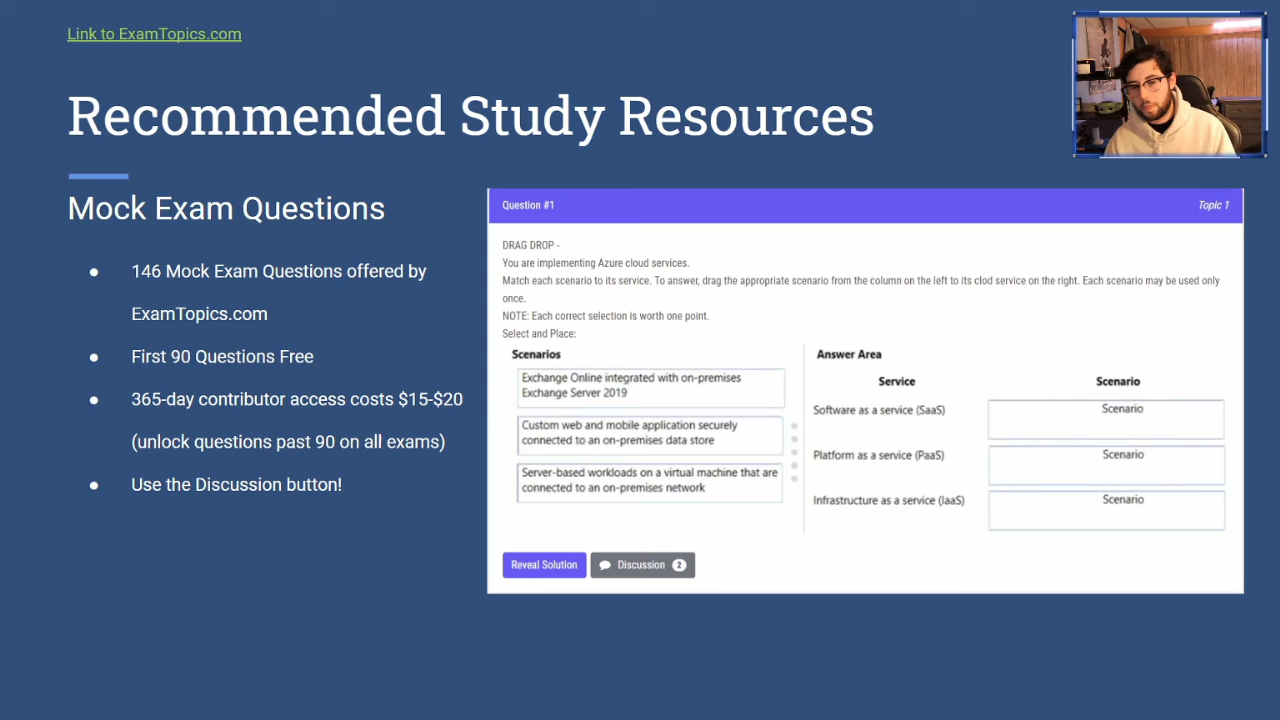 Link to ExamTopics.com
Recommended Study Resources
Mock Exam Questions
● 146 Mock Exam Questions offered by
ExamTopics.com
● First 90 Questions Free
● 365-day contributor access costs $15-$20
(unlock questions past 90 on all exams)
● Use the Discussion button!
Question #1
Topic 1
DRAG DROP -
You are implementing Azure cloud services.
Match each scenario to its service. To answer, drag the appropriate scenario from the column on the left to its clod service on the right. Each scenario may be used only
once.
NOTE: Each correct selection is worth one point.
Select and Place:
Scenarios
Exchange Online integrated with on-premises
Exchange Server 2019
Custom web and mobile application securely
connected to an on-premises data store
Server-based workloads on a virtual machine that are
connected to an on-premises network
Answer Area
Service
Scenario
Software as a service (SaaS)
Scenario
Platform as a service (PaaS)
Scenario
Infrastructure as a service (IaaS)
Scenario
Reveal Solution
Discussion 2